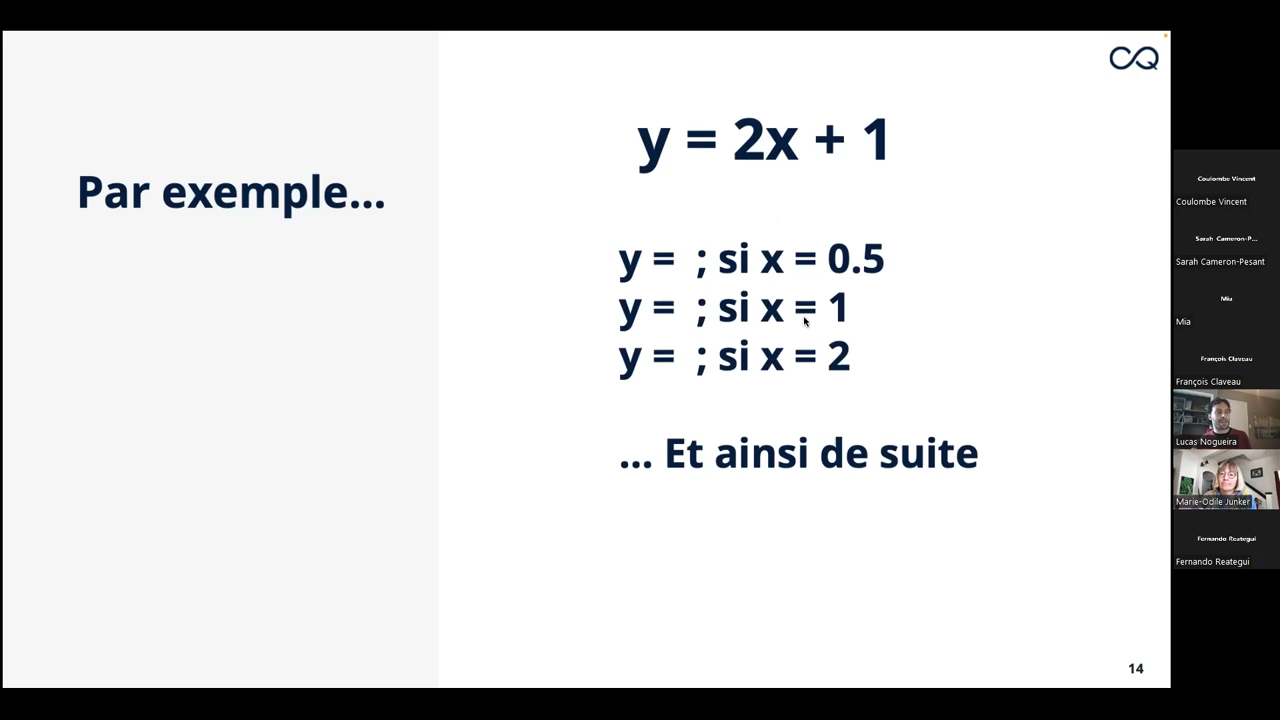 CQ
y = 2x + 1
Par exemple...
y =  ; si x = 0.5
y =  ; si x = 1
y =  ; si x = 2
... Et ainsi de suite
14
Coulombe Vincent
Coulombe Vincent
Sarah Cameron-P...
Sarah Cameron-Pesant
Mia
Mia
François Claveau
François Claveau
Lucas Nogueira
Marie-Odile Junker
Fernando Reategui
Fernando Reategui